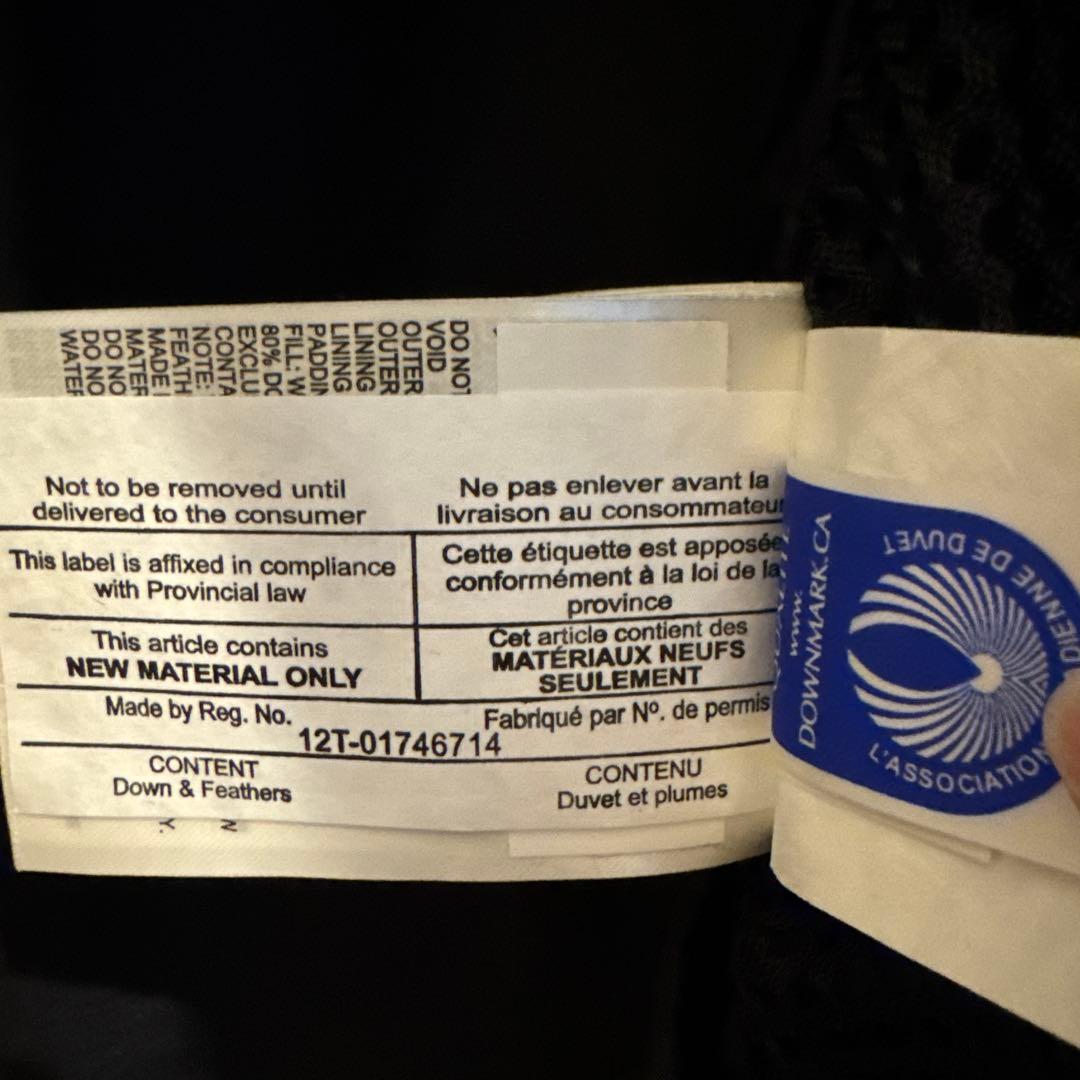 DO NOT
VOID
OUTER
OUTER
LINING
LINING
PADDIN
FILL: W
80% DO
EXCLU
CONTA
NOTE:
FEATH
MADE I
MATER
DO NO
DO NO
WATER
Not to be removed until
delivered to the consumer
Ne pas enlever avant la
livraison au consommateur
This label is affixed in compliance
with Provincial law
Cette étiquette est apposée
conformément à la loi de la
province
This article contains
NEW MATERIAL ONLY
Cet article contient des
MATÉRIAUX NEUFS
SEULEMENT
Made by Reg. No.
Fabriqué par Nº. de permis
12T-01746714
CONTENT
Down & Feathers
CONTENU
Duvet et plumes
Y.
N
www.
DOWNMARK.CA
L'ASSOCIATION
DIENNE DE DUVET